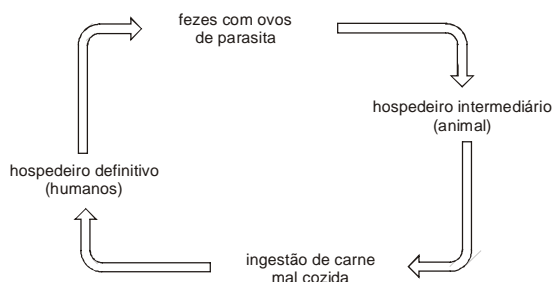 fezes com ovos
de parasita
hospedeiro intermediário
(animal)
hospedeiro definitivo
(humanos)
ingestão de carne
mal cozida